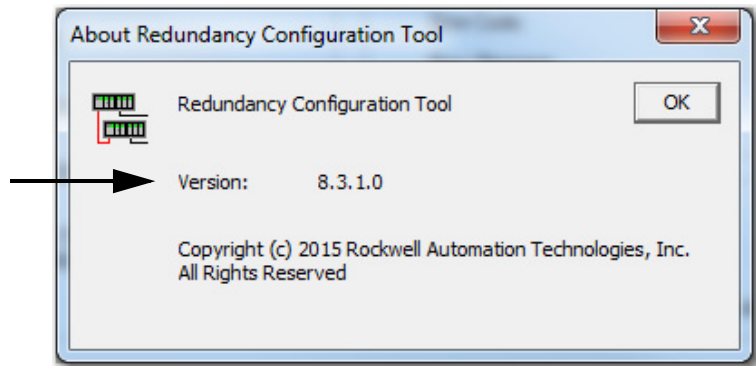 About Redundancy Configuration Tool
Redundancy Configuration Tool
OK
Version: 8.3.1.0
Copyright (c) 2015 Rockwell Automation Technologies, Inc.
All Rights Reserved